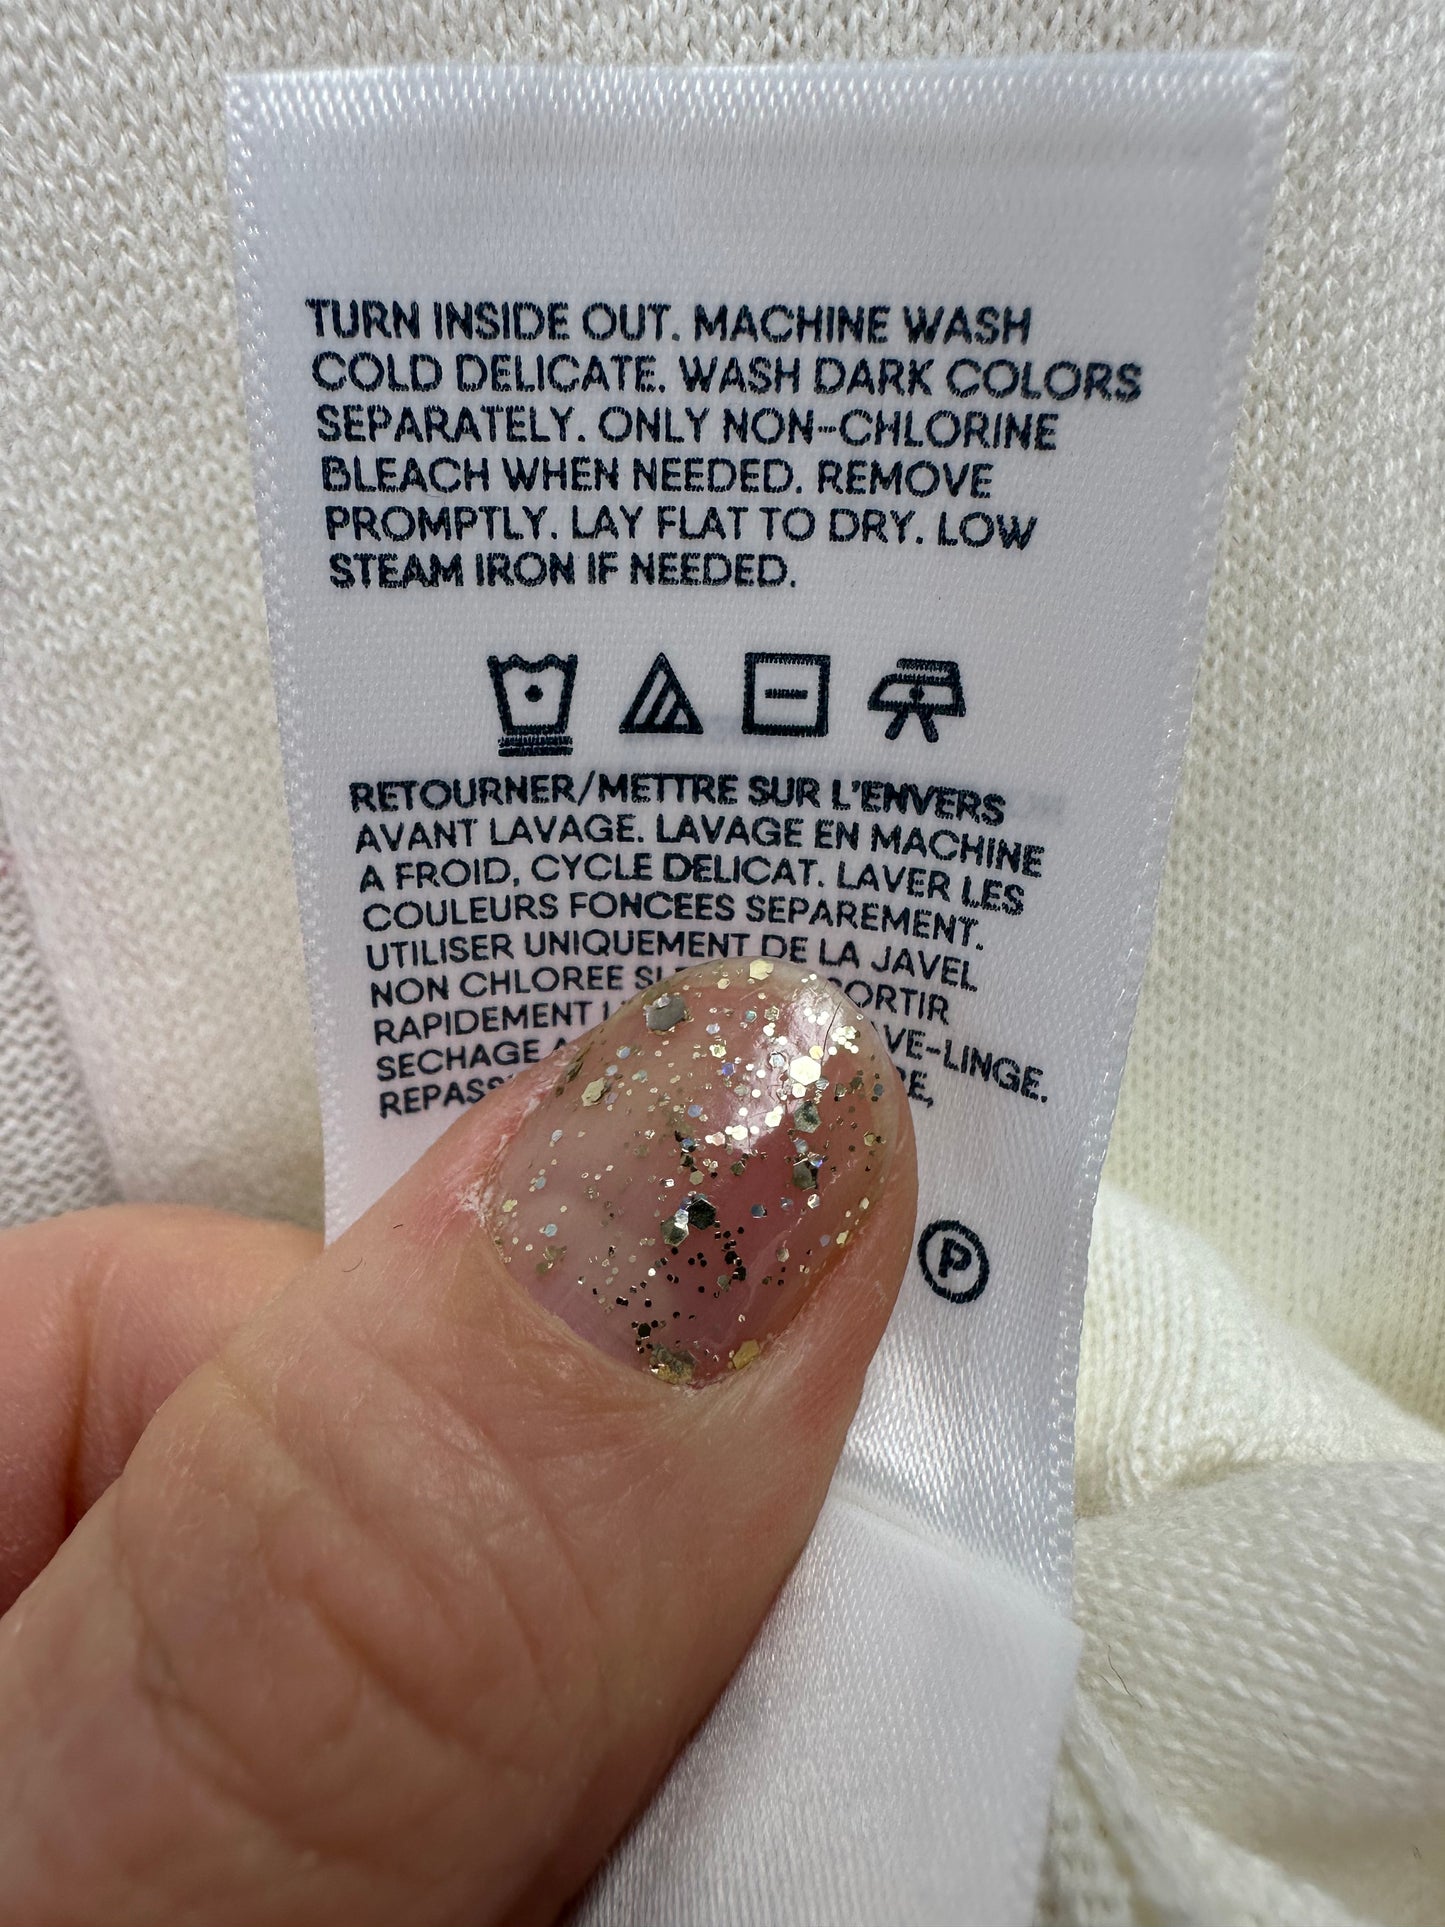 TURN INSIDE OUT. MACHINE WASH
COLD DELICATE. WASH DARK COLORS
SEPARATELY. ONLY NON-CHLORINE
BLEACH WHEN NEEDED. REMOVE
PROMPTLY. LAY FLAT TO DRY. LOW
STEAM IRON IF NEEDED.
RETOURNER/METTRE SUR L'ENVERS
AVANT LAVAGE. LAVAGE EN MACHINE
A FROID, CYCLE DELICAT. LAVER LES
COULEURS FONCEES SEPAREMENT.
UTILISER UNIQUEMENT DE LA JAVEL
NON CHLOREE
RAPIDEMENT
SECHAGE
P